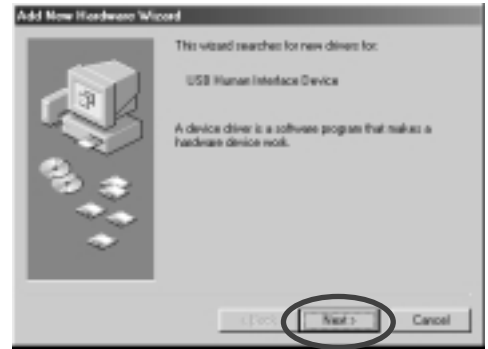 Add New Hardware Wizard
This wizard searches for new drivers for:
USB Human Interface Device
A device driver is a software program that makes a
hardware device work.
< Back
Next >
Cancel